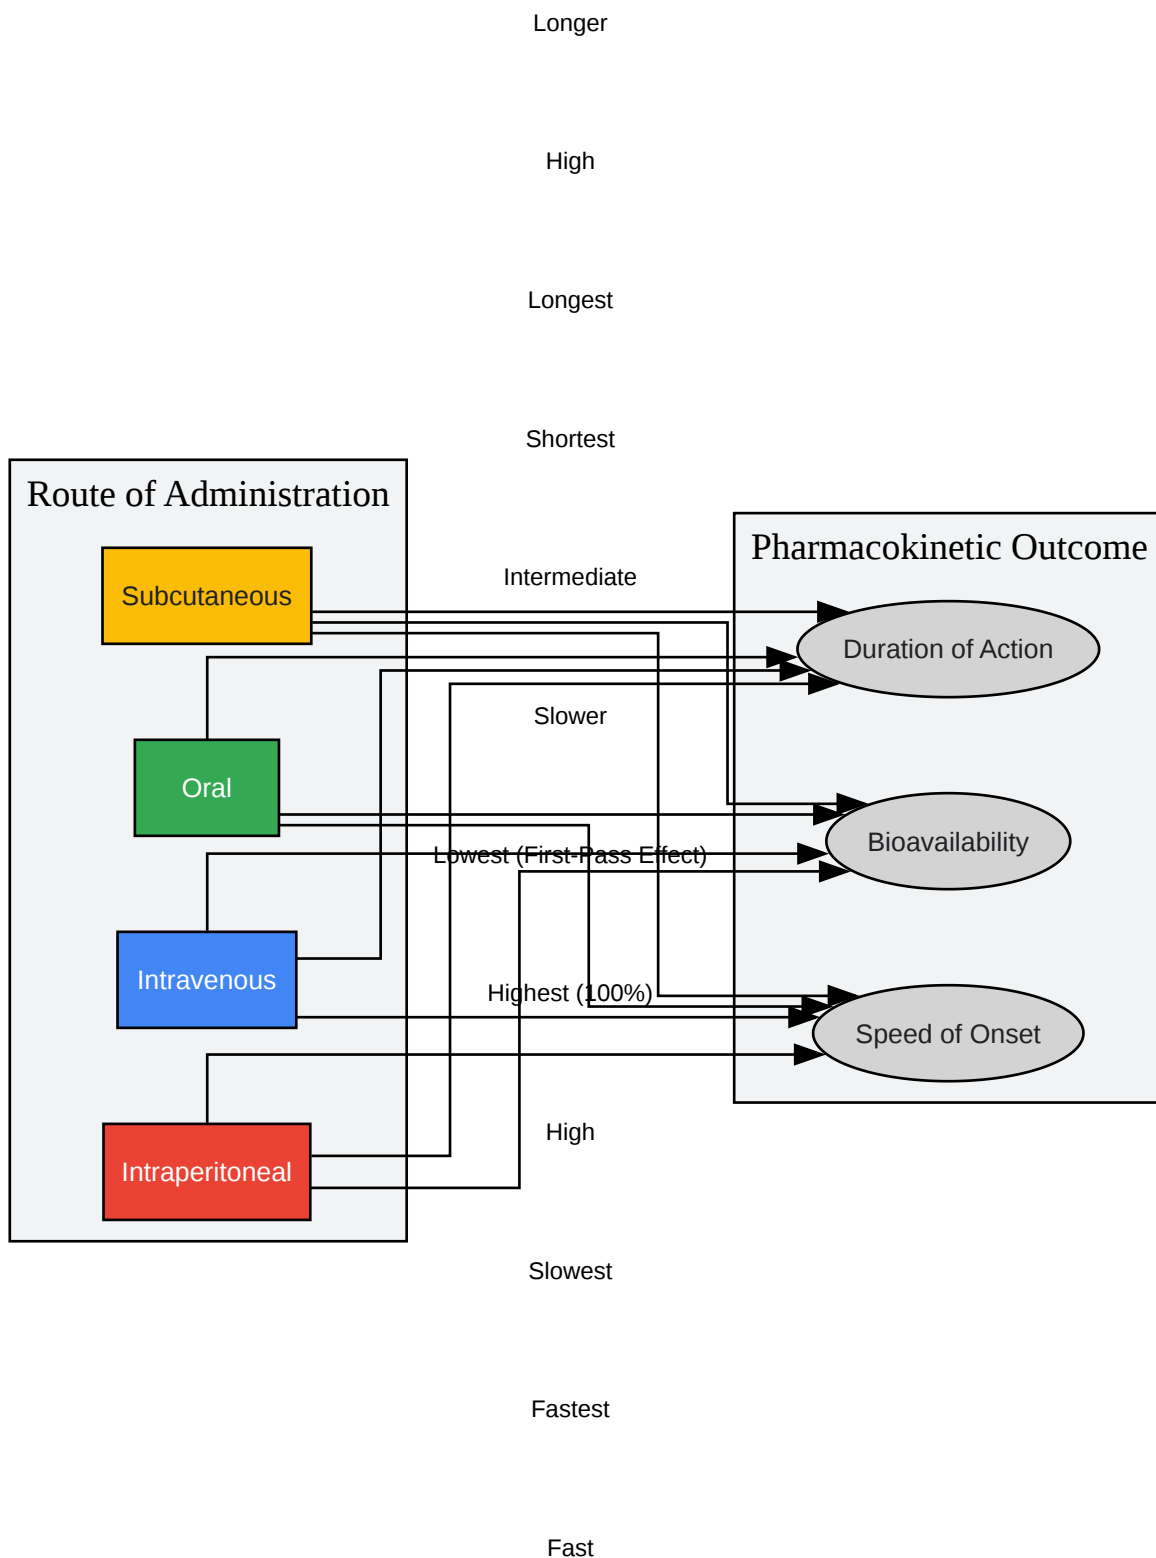 Longer
High
Longest
Shortest
Route of Administration
Pharmacokinetic Outcome
Subcutaneous
Intermediate
Duration of Action
Slower
Oral
Bioavailability
Lowest (First-Pass Effect)
Intravenous
Highest (100%)
Speed of Onset
High
Intraperitoneal
Slowest
Fastest
Fast